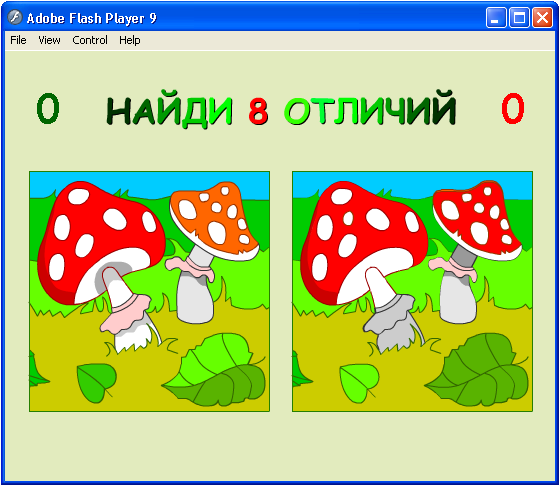 Adobe Flash Player 9
File View Control Help
0 НАЙДИ 8 ОТЛИЧИЙ 0